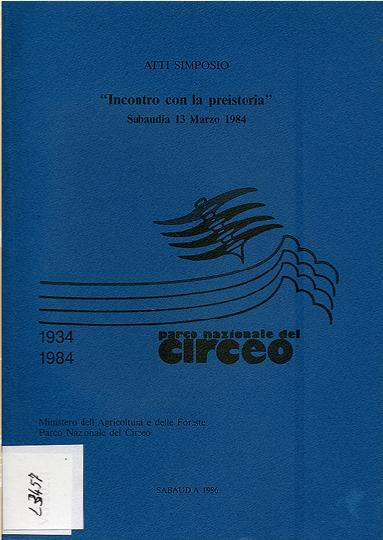 ATTI SIMPOSIO
"Incontro con la preistoria"
Sabaudia 13 Marzo 1984
1934
1984
parco nazionale del
circeo
Ministero dell'Agricoltura e delle Foreste
Parco Nazionale del Circeo
SABAUDIA 1986